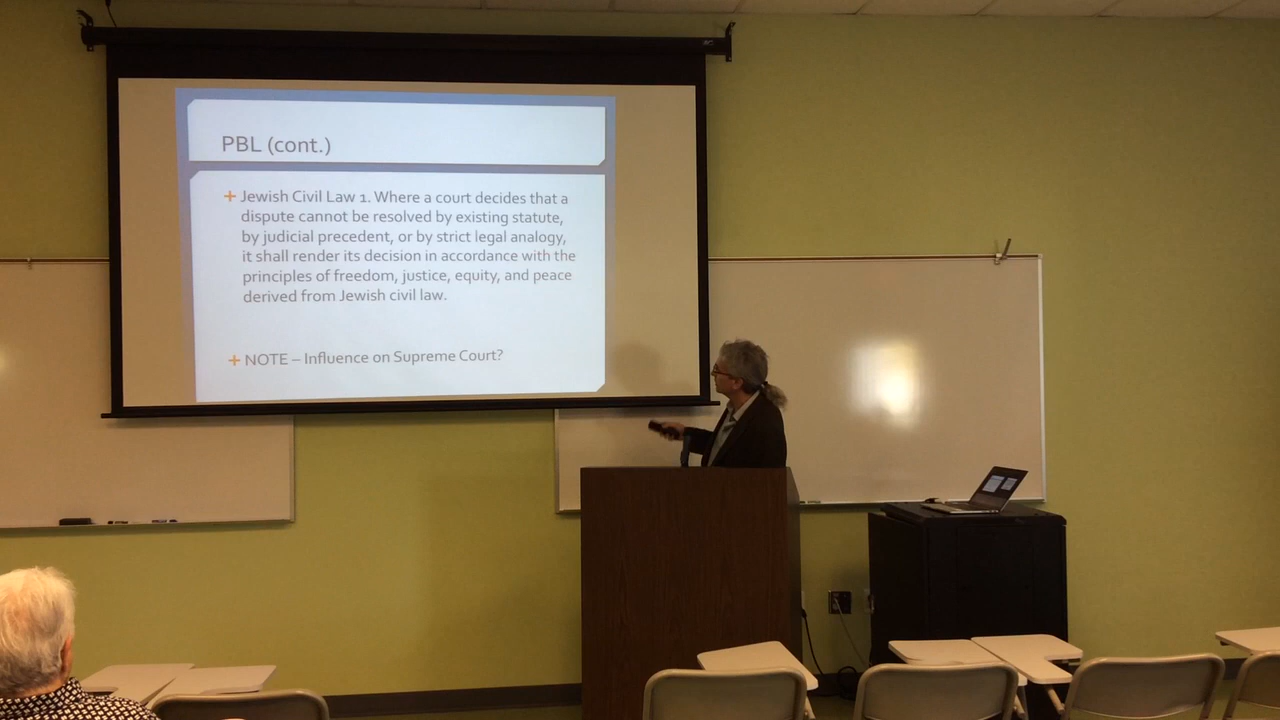 PBL (cont.)
Jewish Civil Law 1. Where a court decides that a
dispute cannot be resolved by existing statute,
by judicial precedent, or by strict legal analogy,
it shall render its decision in accordance with the
principles of freedom, justice, equity, and peace
derived from Jewish civil law.
NOTE – Influence on Supreme Court?